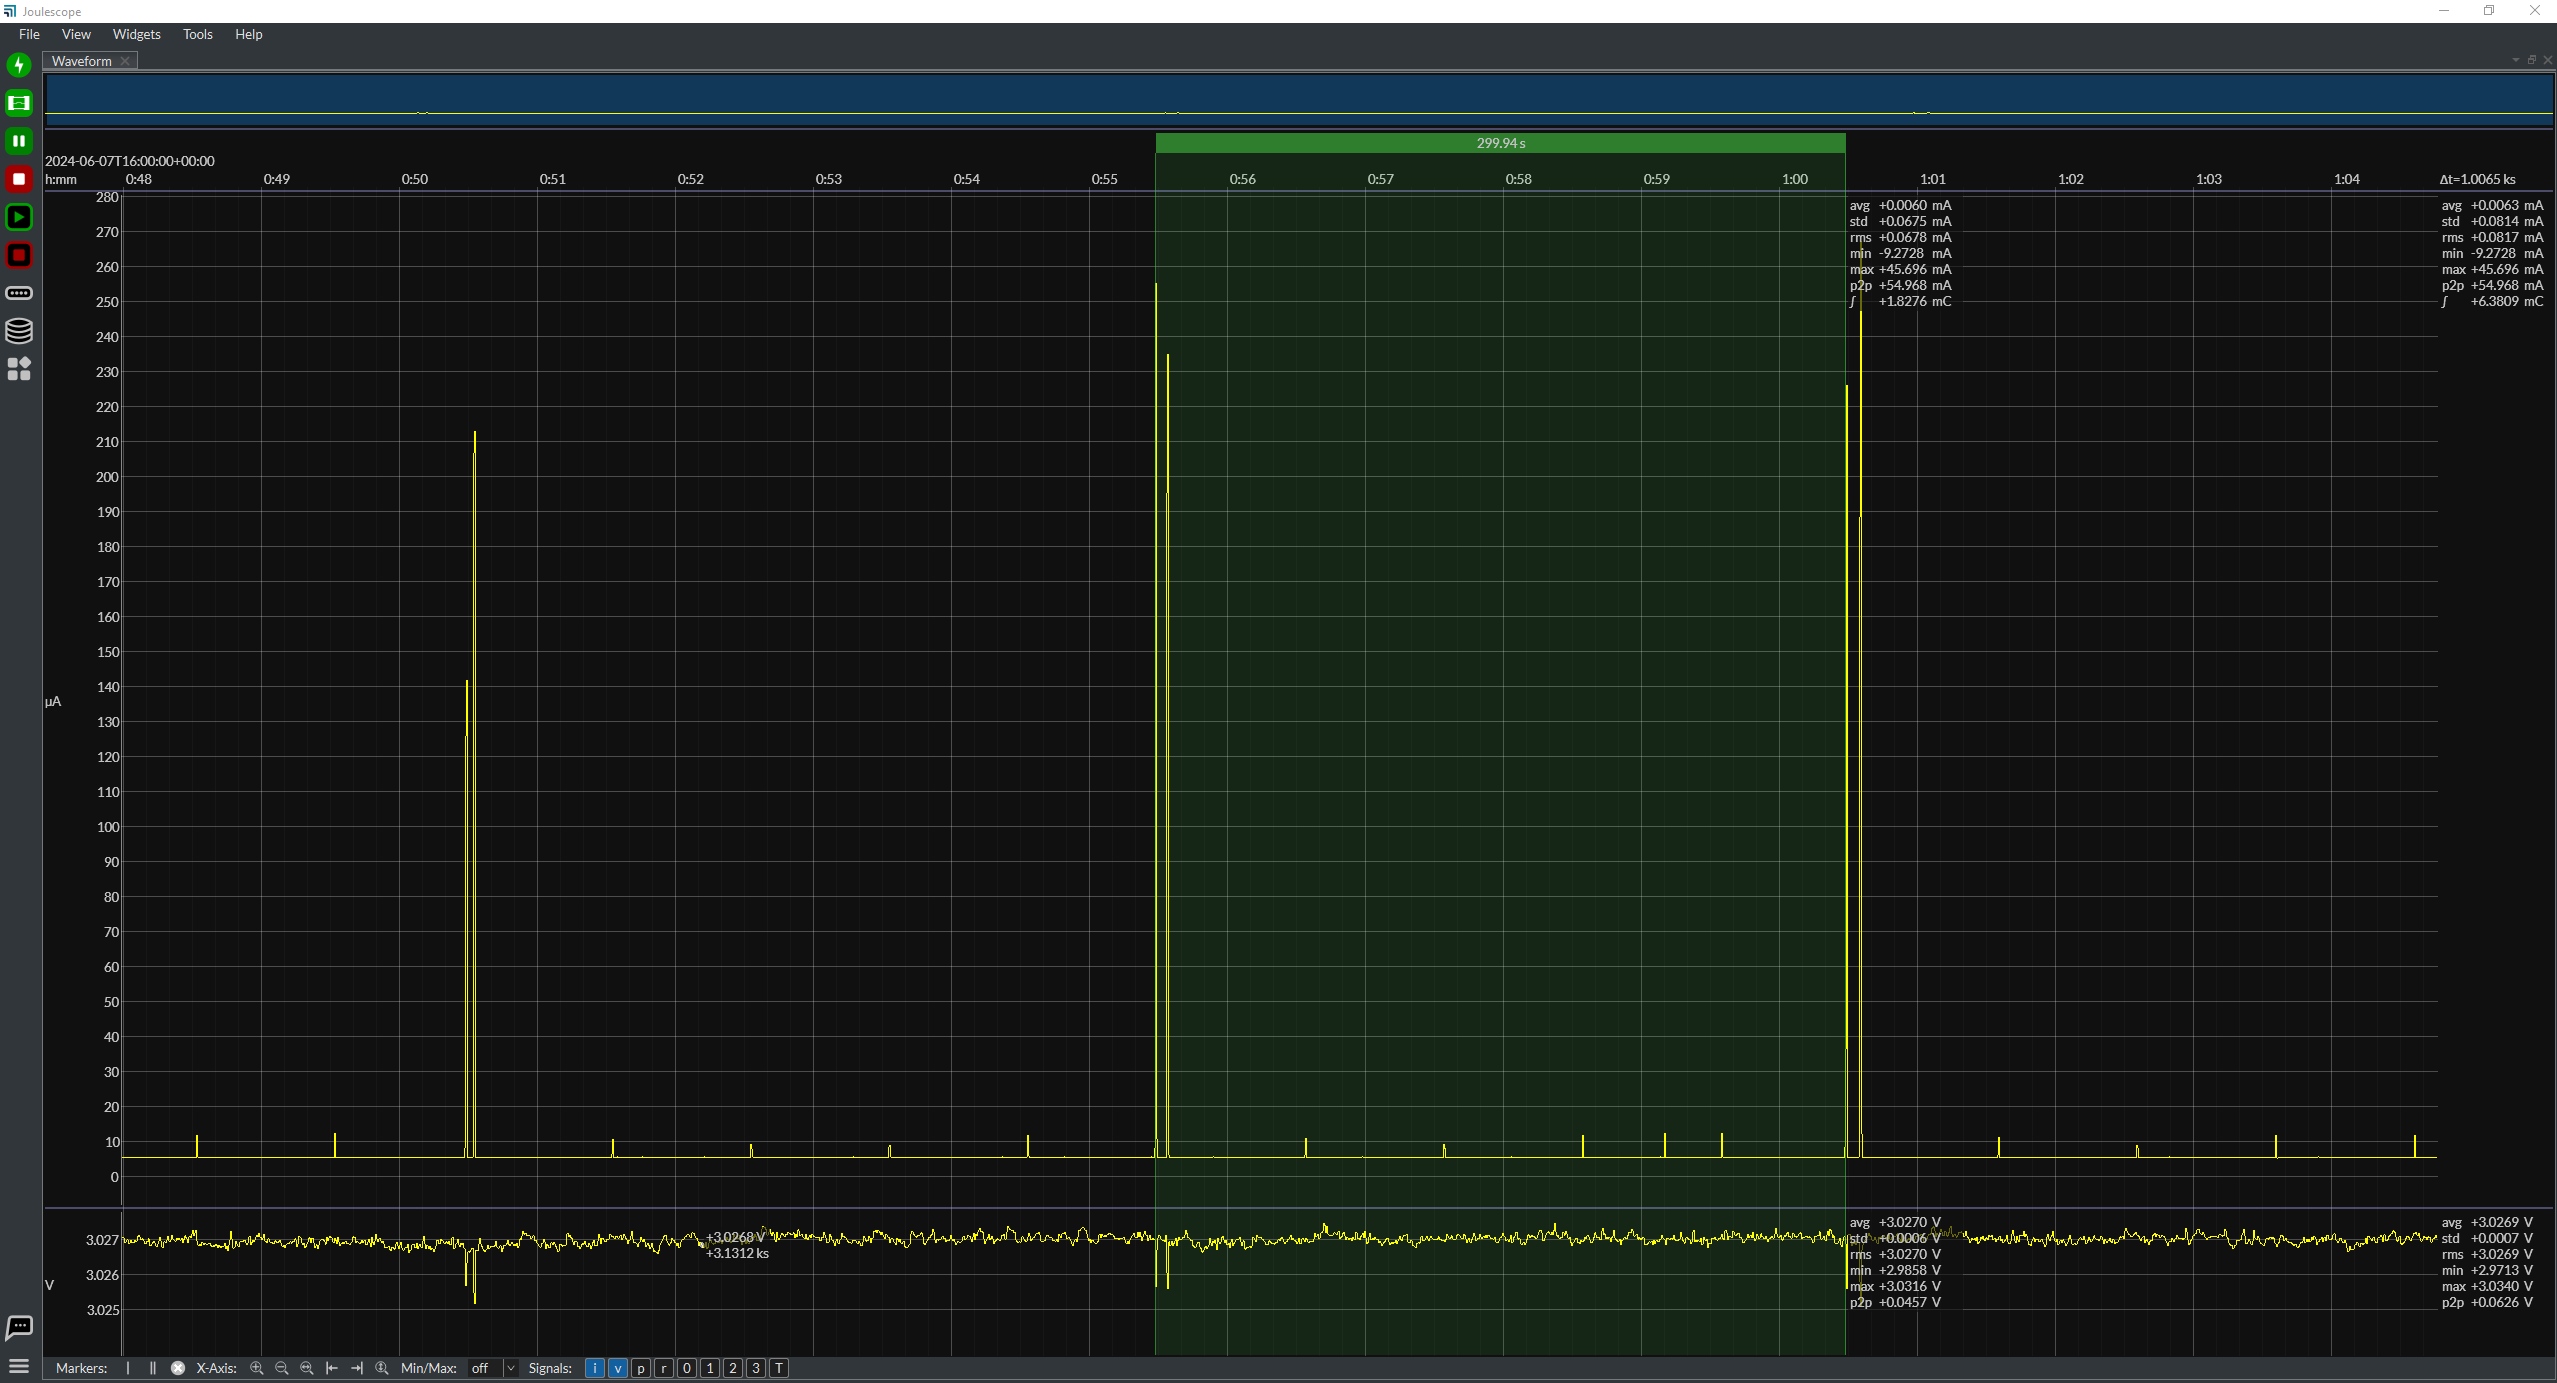 Joulescope
File View Widgets Tools Help
Waveform
299.94 s
2024-06-07T16:00:00+00:00
h:mm 0:48 0:49 0:50 0:51 0:52 0:53 0:54 0:55 0:56 0:57 0:58 0:59 1:00 1:01 1:02 1:03 1:04 Δt=1.0065 ks
280
270
260
250
240
230
220
210
200
190
180
170
160
150
140
130
120
110
100
90
80
70
60
50
40
30
20
10
0
µA
avg +0.0060 mA
std +0.0675 mA
rms +0.0678 mA
min -9.2728 mA
max +45.696 mA
p2p +54.968 mA
∫ +1.8276 mC
avg +0.0063 mA
std +0.0814 mA
rms +0.0817 mA
min -9.2728 mA
max +45.696 mA
p2p +54.968 mA
∫ +6.3809 mC
3.027
3.026
3.025
V
+3.0268 V
+3.1312 ks
avg +3.0270 V
std +0.0006 V
rms +3.0270 V
min +2.9858 V
max +3.0316 V
p2p +0.0457 V
avg +3.0269 V
std +0.0007 V
rms +3.0269 V
min +2.9713 V
max +3.0340 V
p2p +0.0626 V
Markers: X-Axis: Min/Max: off Signals: i v p r 0 1 2 3 T